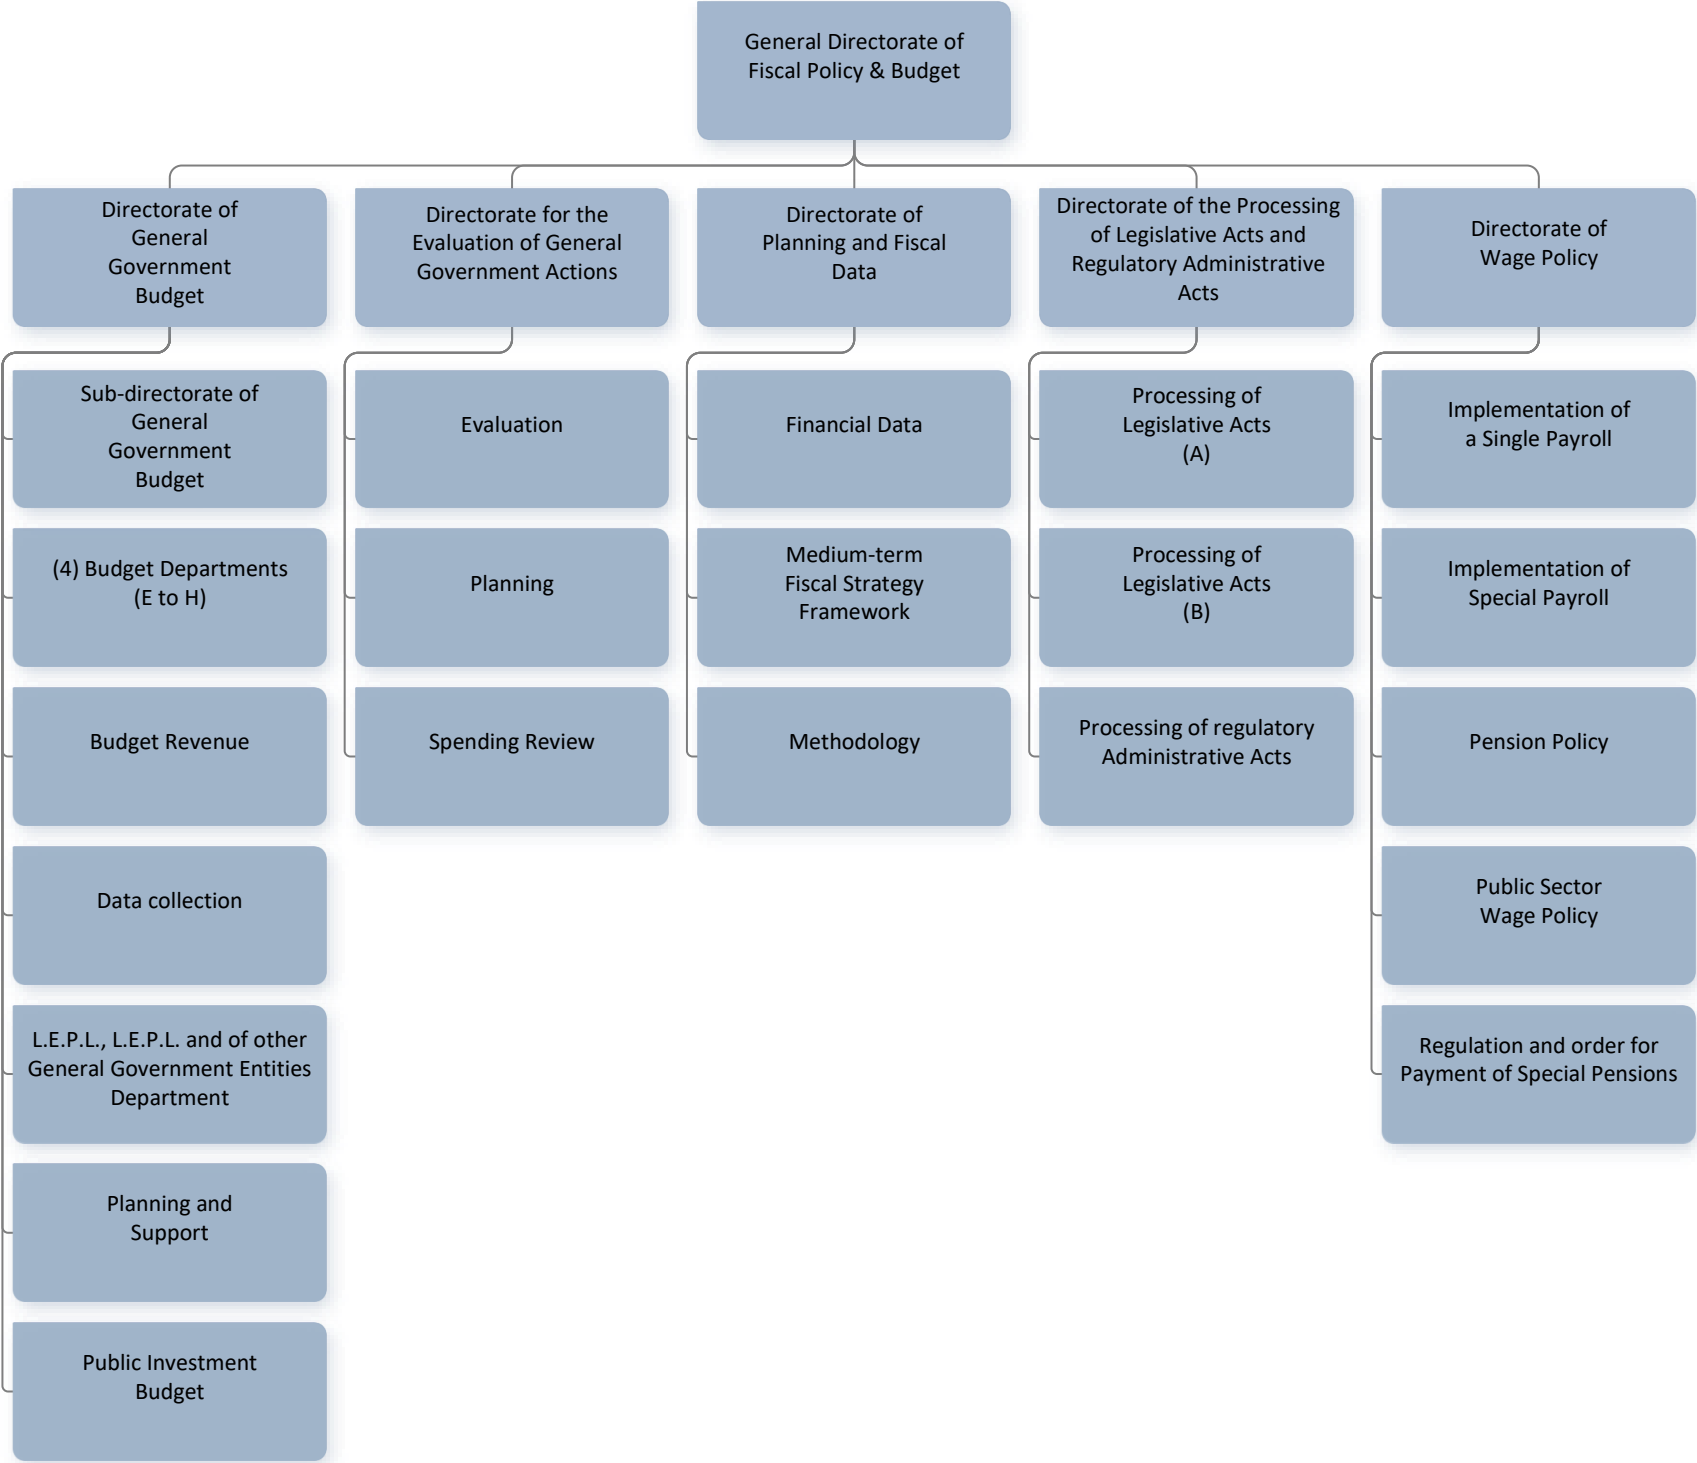 General Directorate of
Fiscal Policy & Budget
Directorate of
General
Government
Budget
Directorate for the
Evaluation of General
Government Actions
Directorate of
Planning and Fiscal
Data
Directorate of the Processing
of Legislative Acts and
Regulatory Administrative
Acts
Directorate of
Wage Policy
Sub-directorate of
General
Government
Budget
(4) Budget Departments
(E to H)
Budget Revenue
Data collection
L.E.P.L., L.E.P.L. and of other
General Government Entities
Department
Planning and
Support
Public Investment
Budget
Evaluation
Planning
Spending Review
Financial Data
Medium-term
Fiscal Strategy
Framework
Methodology
Processing of
Legislative Acts
(A)
Processing of
Legislative Acts
(B)
Processing of regulatory
Administrative Acts
Implementation of
a Single Payroll
Implementation of
Special Payroll
Pension Policy
Public Sector
Wage Policy
Regulation and order for
Payment of Special Pensions